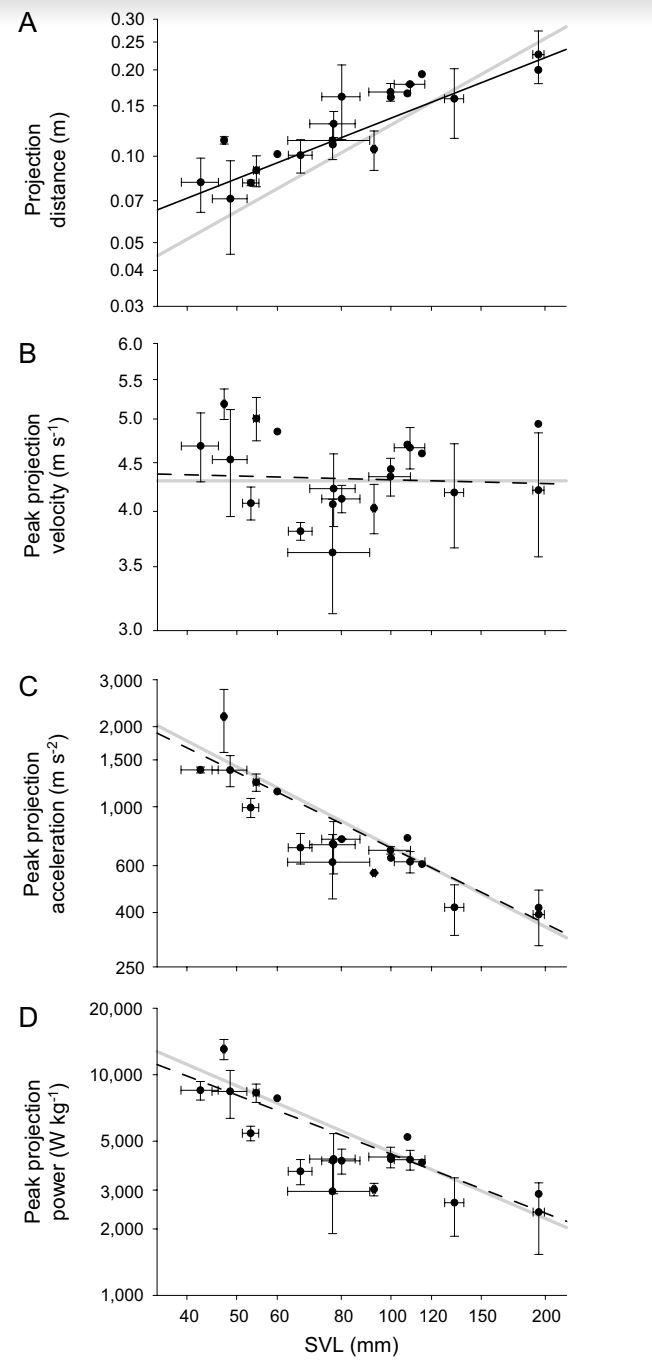 A
0.30
0.25
0.20
0.15
0.10
0.07
0.05
0.04
0.03
Projection
distance (m)
B
6.0
5.5
5.0
4.5
4.0
3.5
3.0
Peak projection
velocity (m s⁻¹)
C
3,000
2,000
1,500
1,000
600
400
250
Peak projection
acceleration (m s⁻²)
D
20,000
10,000
5,000
3,000
2,000
1,000
Peak projection
power (W kg⁻¹)
40 50 60 80 100 120 150 200
SVL (mm)